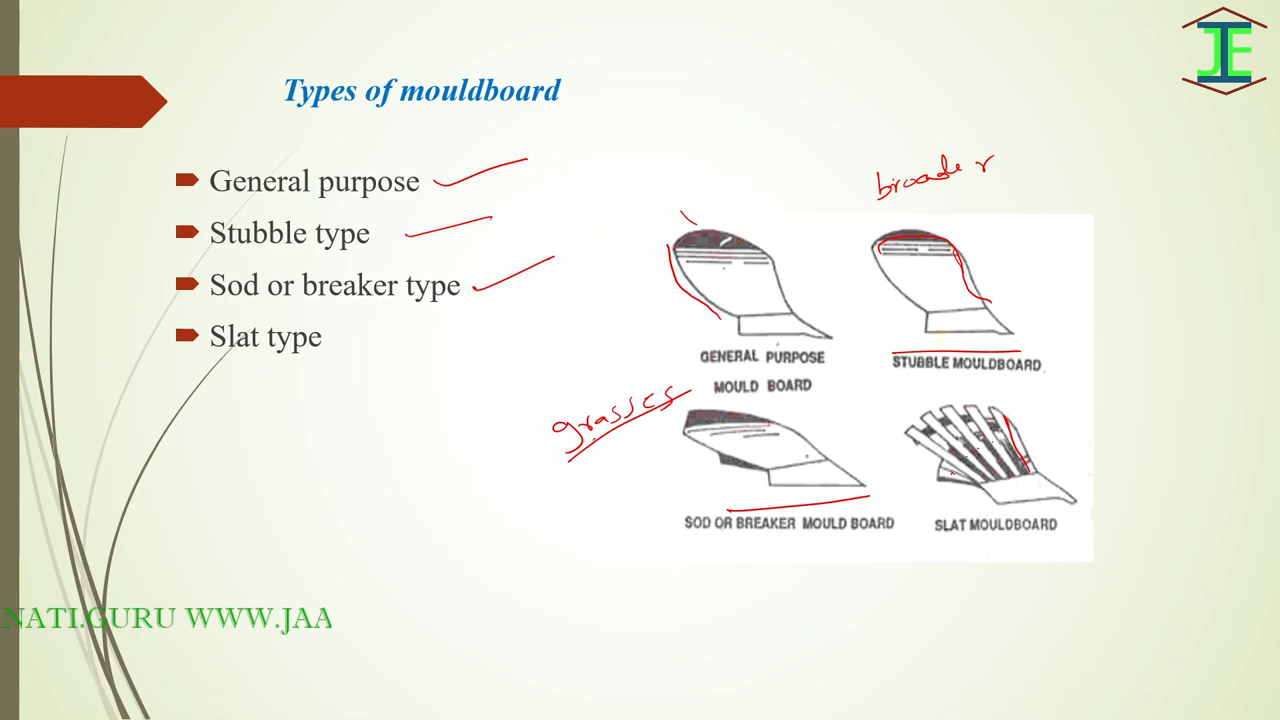 JE
Types of mouldboard
General purpose
Stubble type
Sod or breaker type
Slat type
broader
GENERAL PURPOSE
MOULD BOARD
STUBBLE MOULDBOARD
grasses
SOD OR BREAKER MOULD BOARD
SLAT MOULDBOARD
NATI.GURU WWW.JAA